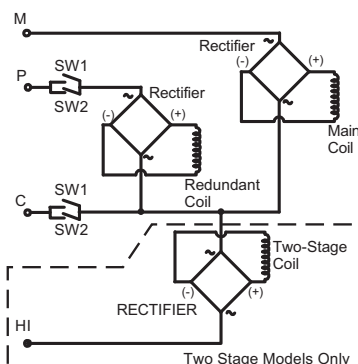 M
Rectifier
SW1
P
Rectifier
(-)
(+)
SW2
(-)
(+)
Main
Coil
SW1
Redundant
Coil
C
SW2
Two-Stage
Coil
(-)
(+)
RECTIFIER
HI
Two Stage Models Only